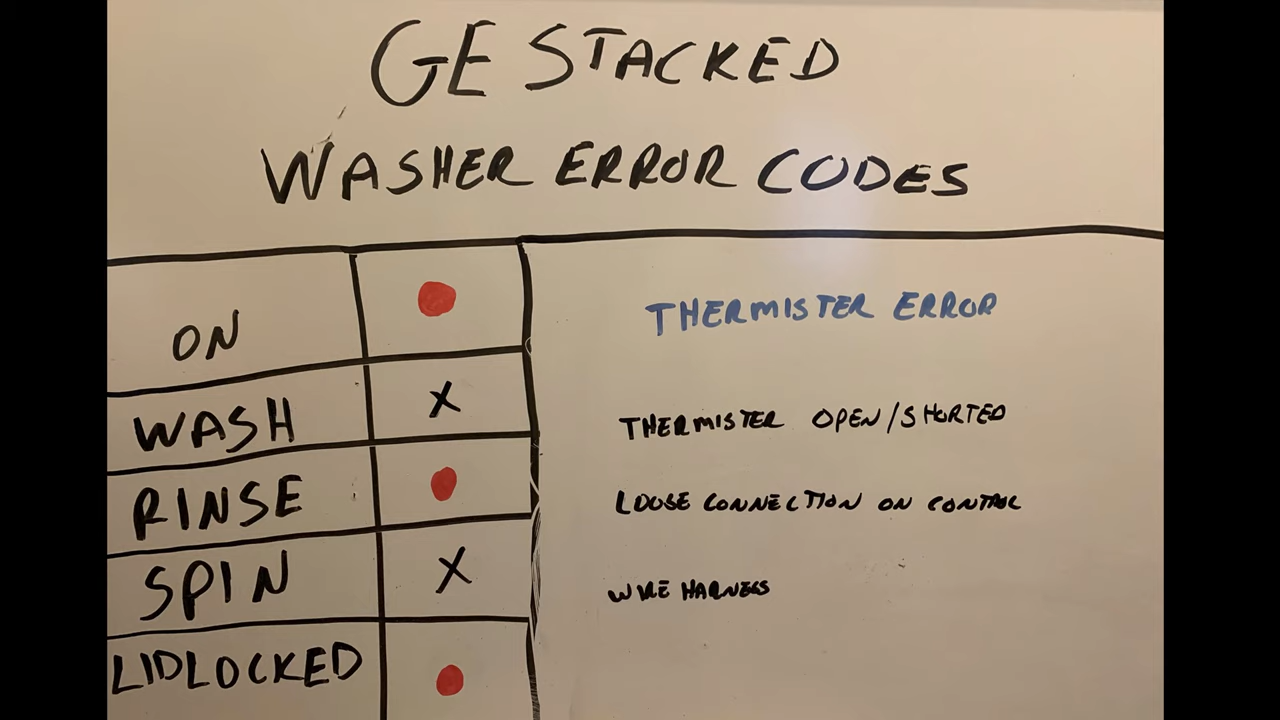 GE STACKED
WASHER ERROR CODES
ON
THERMISTER ERROR
WASH X
THERMISTER OPEN/SHORTED
RINSE
LOOSE CONNECTION ON CONTROL
SPIN X
WIRE HARNESS
LIDLOCKED